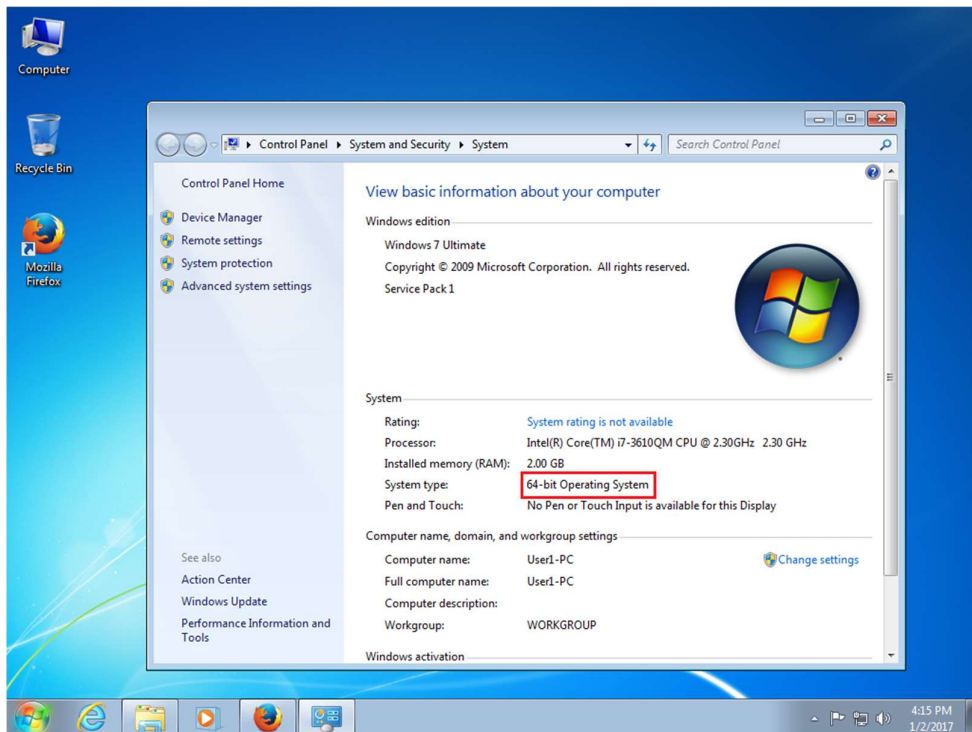 Computer
Recycle Bin
Mozilla
Firefox
Control Panel System and Security System
Search Control Panel
Control Panel Home
Device Manager
Remote settings
System protection
Advanced system settings
See also
Action Center
Windows Update
Performance Information and
Tools
View basic information about your computer
Windows edition
Windows 7 Ultimate
Copyright © 2009 Microsoft Corporation. All rights reserved.
Service Pack 1
System
Rating: System rating is not available
Processor: Intel(R) Core(TM) i7-3610QM CPU @ 2.30GHz 2.30 GHz
Installed memory (RAM): 2.00 GB
System type: 64-bit Operating System
Pen and Touch: No Pen or Touch Input is available for this Display
Computer name, domain, and workgroup settings
Computer name: User1-PC
Change settings
Full computer name: User1-PC
Computer description:
Workgroup: WORKGROUP
Windows activation
4:15 PM
1/2/2017